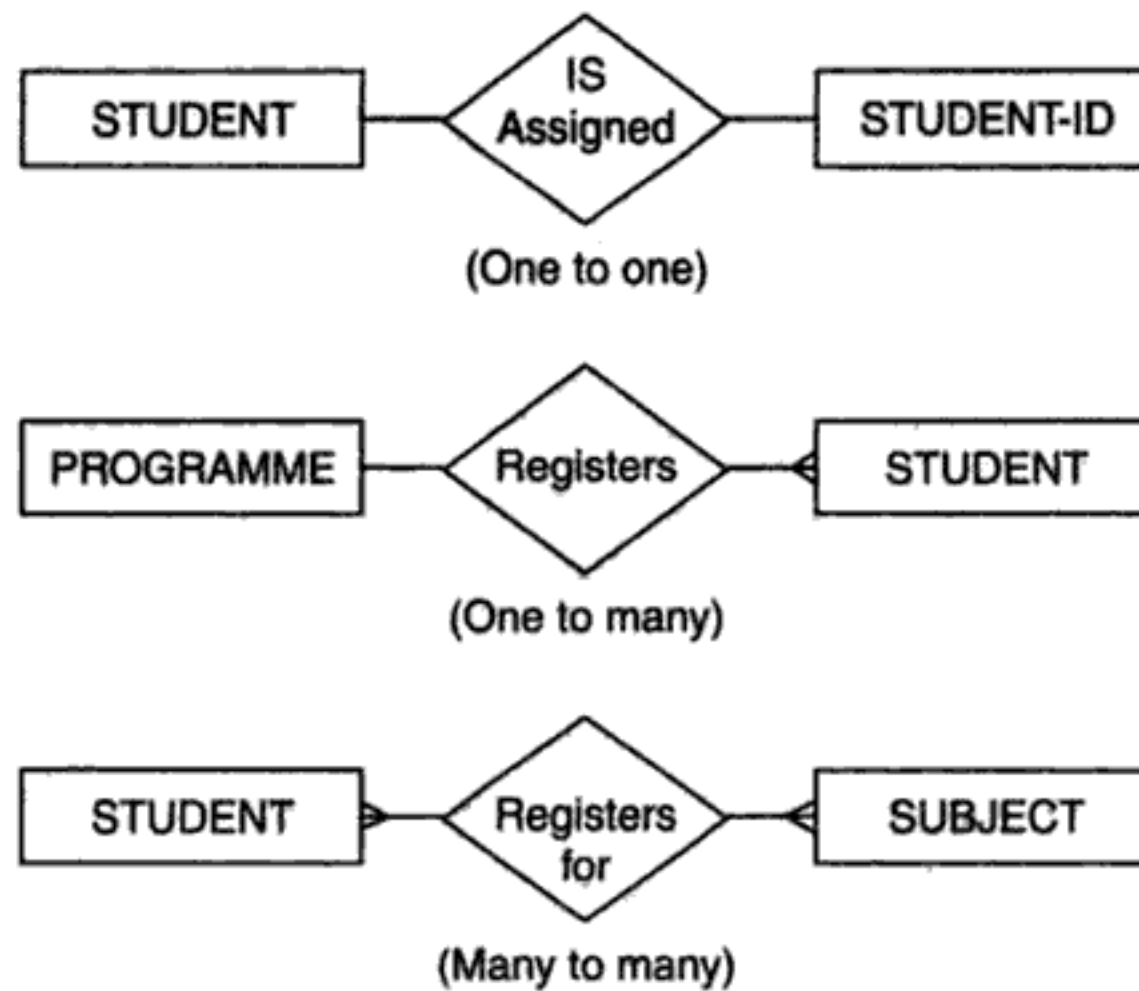 STUDENT
IS
Assigned
STUDENT-ID
(One to one)
PROGRAMME
Registers
STUDENT
(One to many)
STUDENT
Registers
for
SUBJECT
(Many to many)